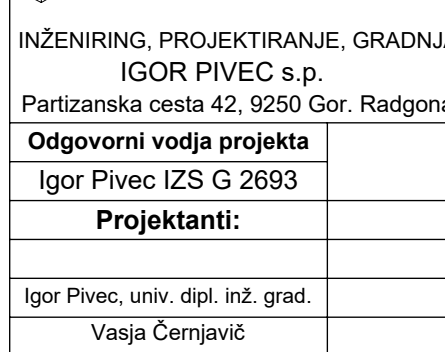 INŽENIRING, PROJEKTIRANJE, GRADNJA
IGOR PIVEC s.p.
Partizanska cesta 42, 9250 Gor. Radgona
Odgovorni vodja projekta
Igor Pivec IZS G 2693
Projektanti:
Igor Pivec, univ. dipl. inž. grad.
Vasja Černjavič